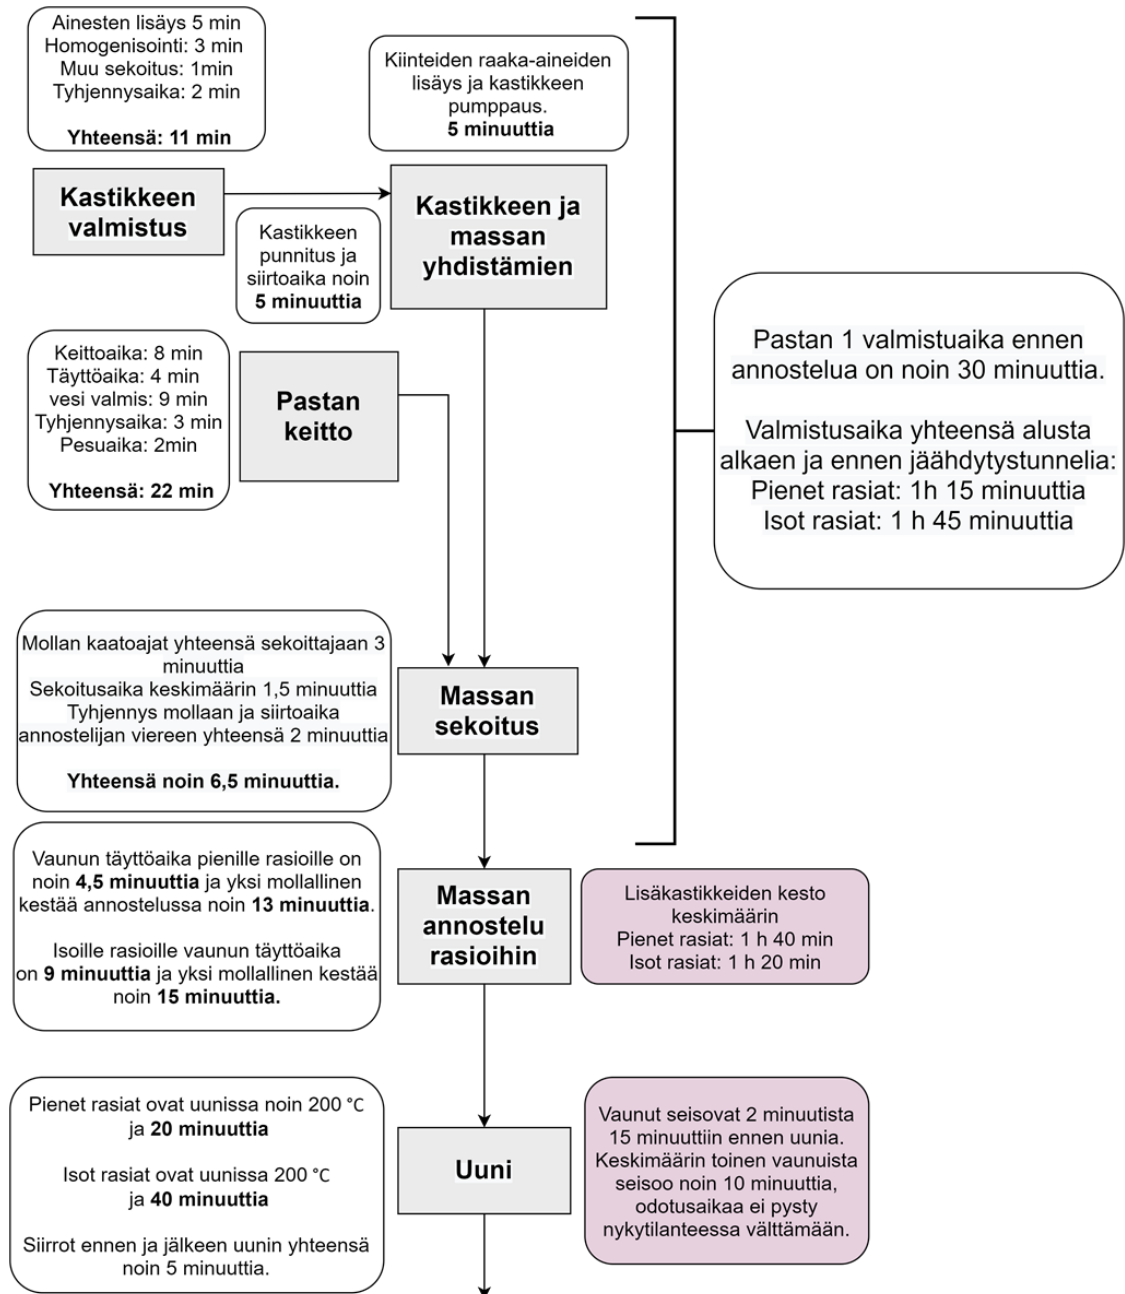 Ainesten lisäys 5 min
Homogenisointi: 3 min
Muu sekoitus: 1min
Tyhjennysaika: 2 min
Yhteensä: 11 min
Kiinteiden raaka-aineiden
lisäys ja kastikkeen
pumppaus.
5 minuuttia
Kastikkeen
valmistus
Kastikkeen
punnitus ja
siirtoaika noin
5 minuuttia
Kastikkeen ja
massan
yhdistämien
Keittoaika: 8 min
Täyttöaika: 4 min
vesi valmis: 9 min
Tyhjennysaika: 3 min
Pesuaika: 2min
Yhteensä: 22 min
Pastan
keitto
Pastan 1 valmistuaika ennen
annostelua on noin 30 minuuttia.
Valmistusaika yhteensä alusta
alkaen ja ennen jäähdytystunnelia:
Pienet rasiat: 1h 15 minuuttia
Isot rasiat: 1 h 45 minuuttia
Mollan kaatoajat yhteensä sekoittajaan 3
minuuttia
Sekoitusaika keskimäärin 1,5 minuuttia
Tyhjennys mollaan ja siirtoaika
annostelijan viereen yhteensä 2 minuuttia
Yhteensä noin 6,5 minuuttia.
Massan
sekoitus
Vaunun täyttöaika pienille rasioille on
noin 4,5 minuuttia ja yksi mollallinen
kestää annostelussa noin 13 minuuttia.
Isoille rasioille vaunun täyttöaika
on 9 minuuttia ja yksi mollallinen kestää
noin 15 minuuttia.
Massan
annostelu
rasioihin
Lisäkastikkeiden kesto
keskimäärin
Pienet rasiat: 1 h 40 min
Isot rasiat: 1 h 20 min
Pienet rasiat ovat uunissa noin 200 °C
ja 20 minuuttia
Isot rasiat ovat uunissa 200 °C
ja 40 minuuttia
Siirrot ennen ja jälkeen uunin yhteensä
noin 5 minuuttia.
Uuni
Vaunut seisovat 2 minuutista
15 minuuttiin ennen uunia.
Keskimäärin toinen vaunuista
seisoo noin 10 minuuttia,
odotusaikaa ei pysty
nykytilanteessa välttämään.